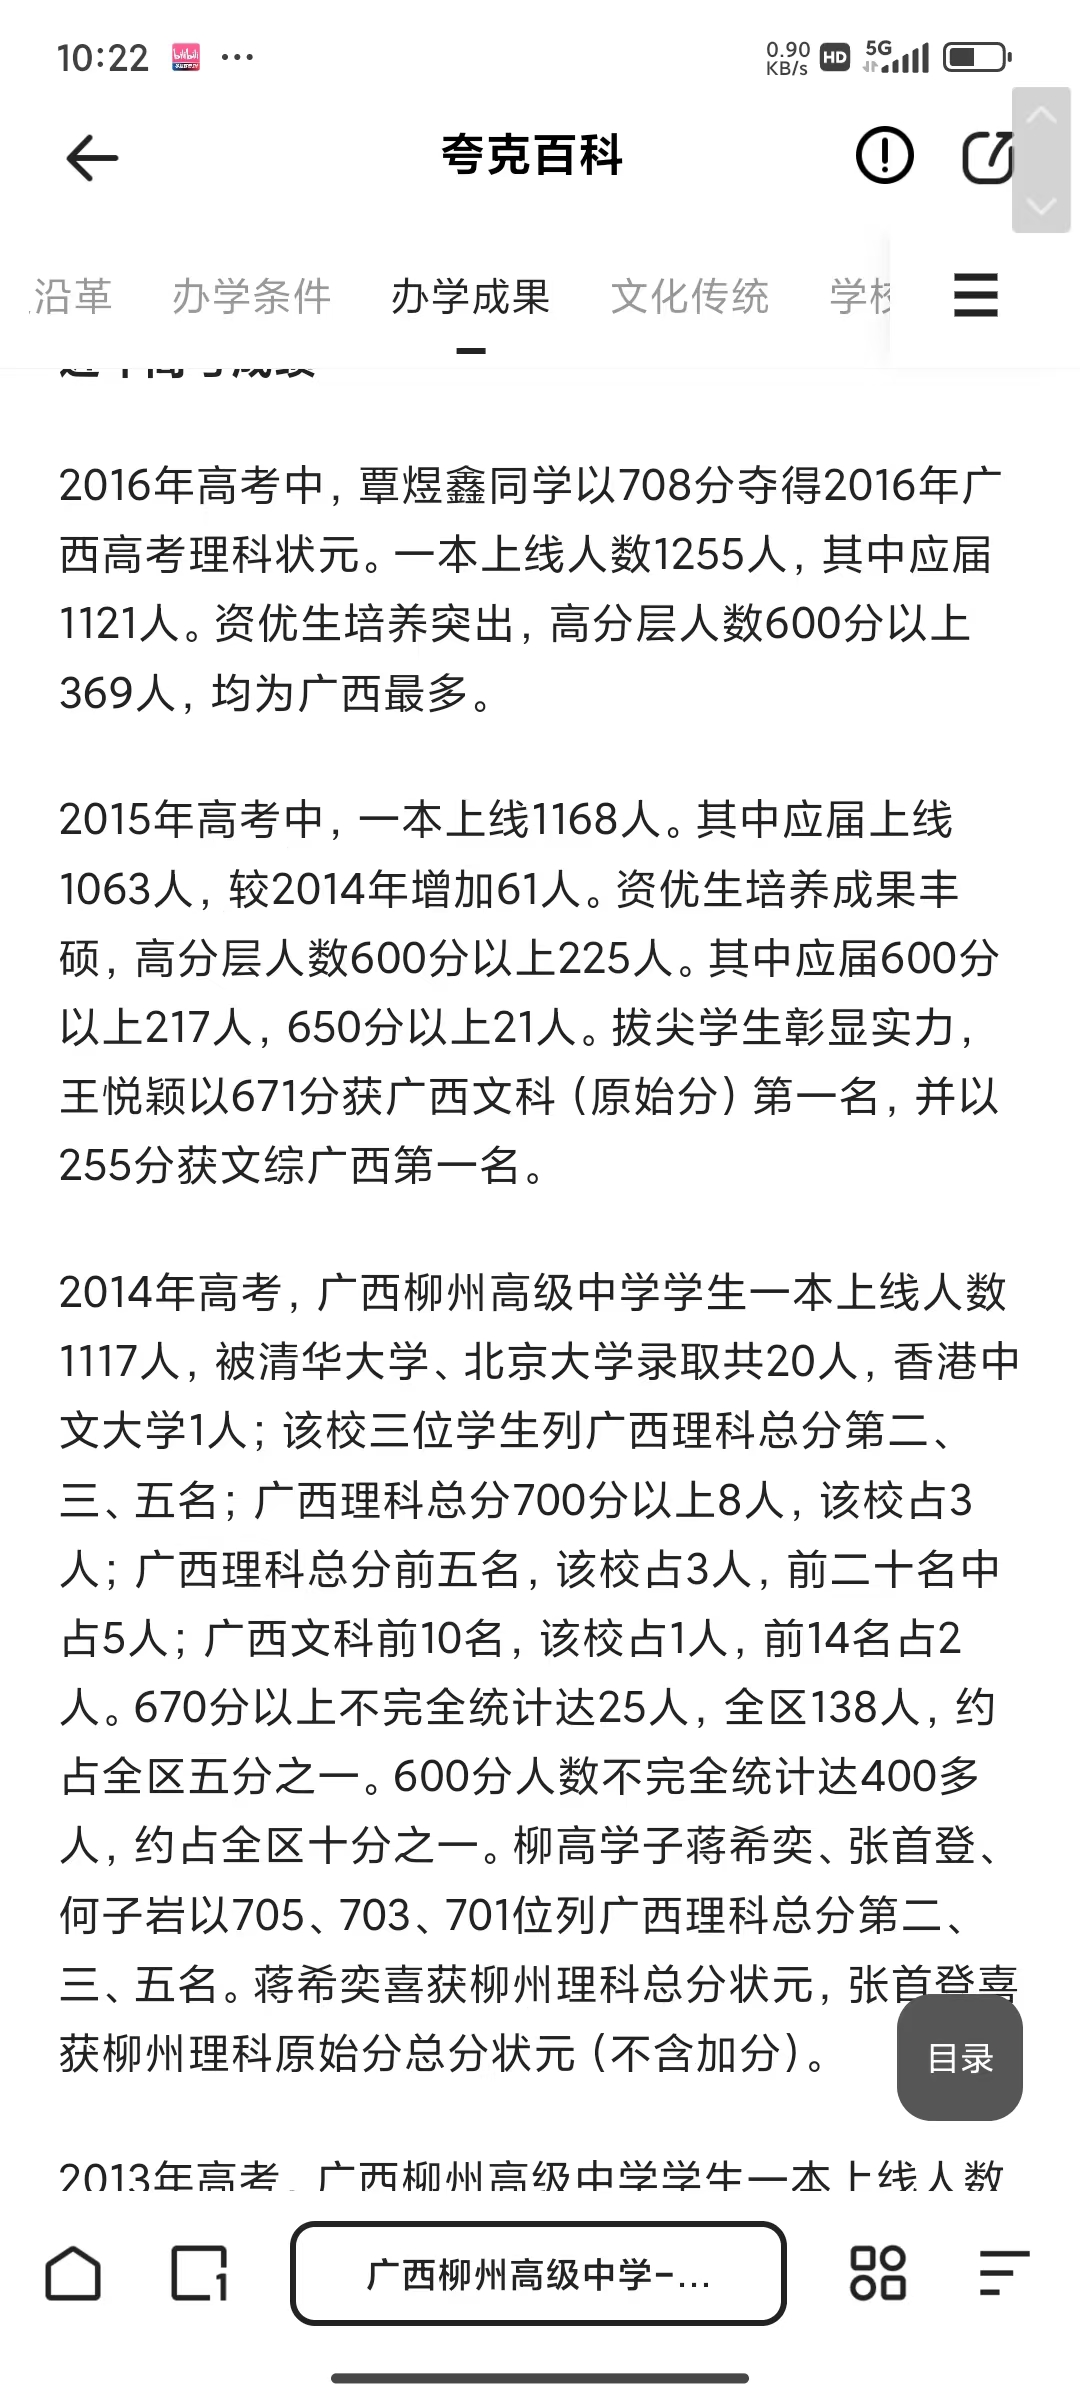 10:22
bilibili
...
0.90
KB/s
HD
5G
夸克百科
沿革
办学条件
办学成果
文化传统
学校
近年高考成绩
2016年高考中，覃煜鑫同学以708分夺得2016年广
西高考理科状元。一本上线人数1255人，其中应届
1121人。资优生培养突出，高分层人数600分以上
369人，均为广西最多。
2015年高考中，一本上线1168人。其中应届上线
1063人，较2014年增加61人。资优生培养成果丰
硕，高分层人数600分以上225人。其中应届600分
以上217人，650分以上21人。拔尖学生彰显实力，
王悦颖以671分获广西文科（原始分）第一名，并以
255分获文综广西第一名。
2014年高考，广西柳州高级中学学生一本上线人数
1117人，被清华大学、北京大学录取共20人，香港中
文大学1人；该校三位学生列广西理科总分第二、
三、五名；广西理科总分700分以上8人，该校占3
人；广西理科总分前五名，该校占3人，前二十名中
占5人；广西文科前10名，该校占1人，前14名占2
人。670分以上不完全统计达25人，全区138人，约
占全区五分之一。600分人数不完全统计达400多
人，约占全区十分之一。柳高学子蒋希奕、张首登、
何子岩以705、703、701位列广西理科总分第二、
三、五名。蒋希奕喜获柳州理科总分状元，张首登喜
获柳州理科原始分总分状元（不含加分）。
目录
2013年高考，广西柳州高级中学学生一本上线人数
1
广西柳州高级中学-...